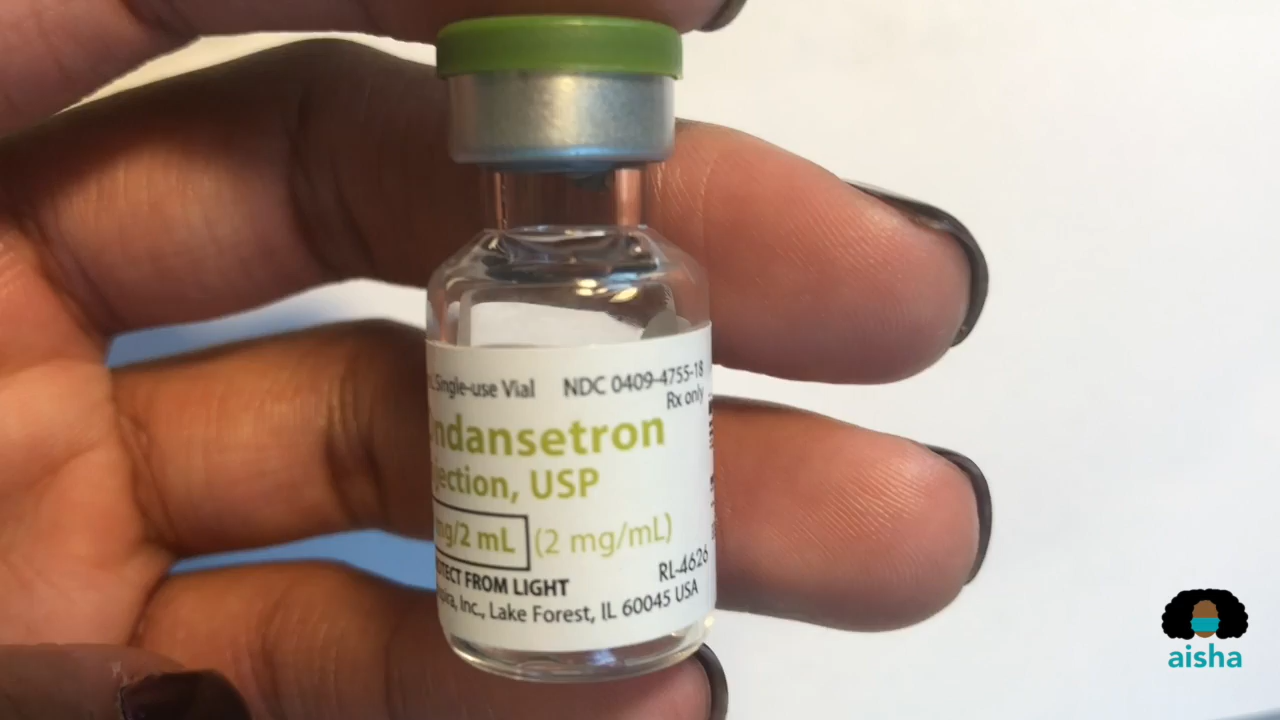 Single-use Vial NDC 0409-4755-18
Rx only
ndansetron
jection, USP
mg/2 mL (2 mg/mL)
RL-4626
OTECT FROM LIGHT
pira, Inc., Lake Forest, IL 60045 USA
aisha